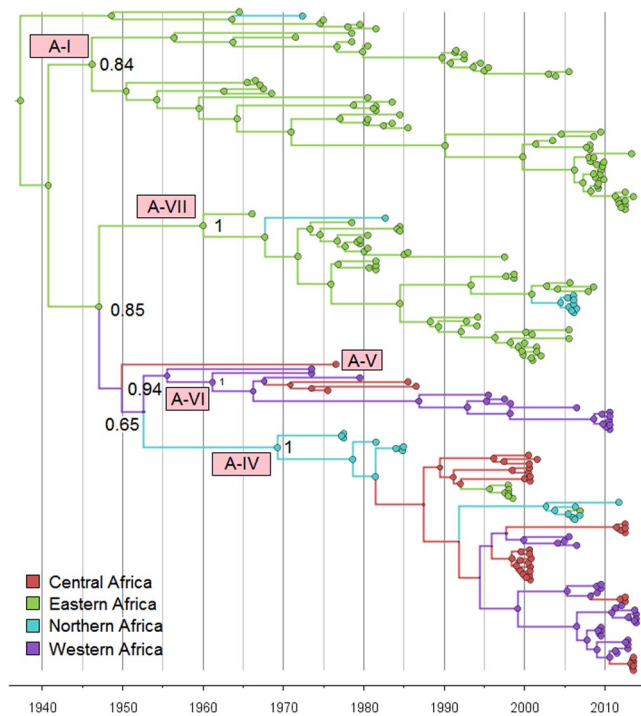 A-I
0.84
A-VII
1
0.85
A-V
0.94
1
A-VI
0.65
A-IV
1
Central Africa
Eastern Africa
Northern Africa
Western Africa
1940 1950 1960 1970 1980 1990 2000 2010